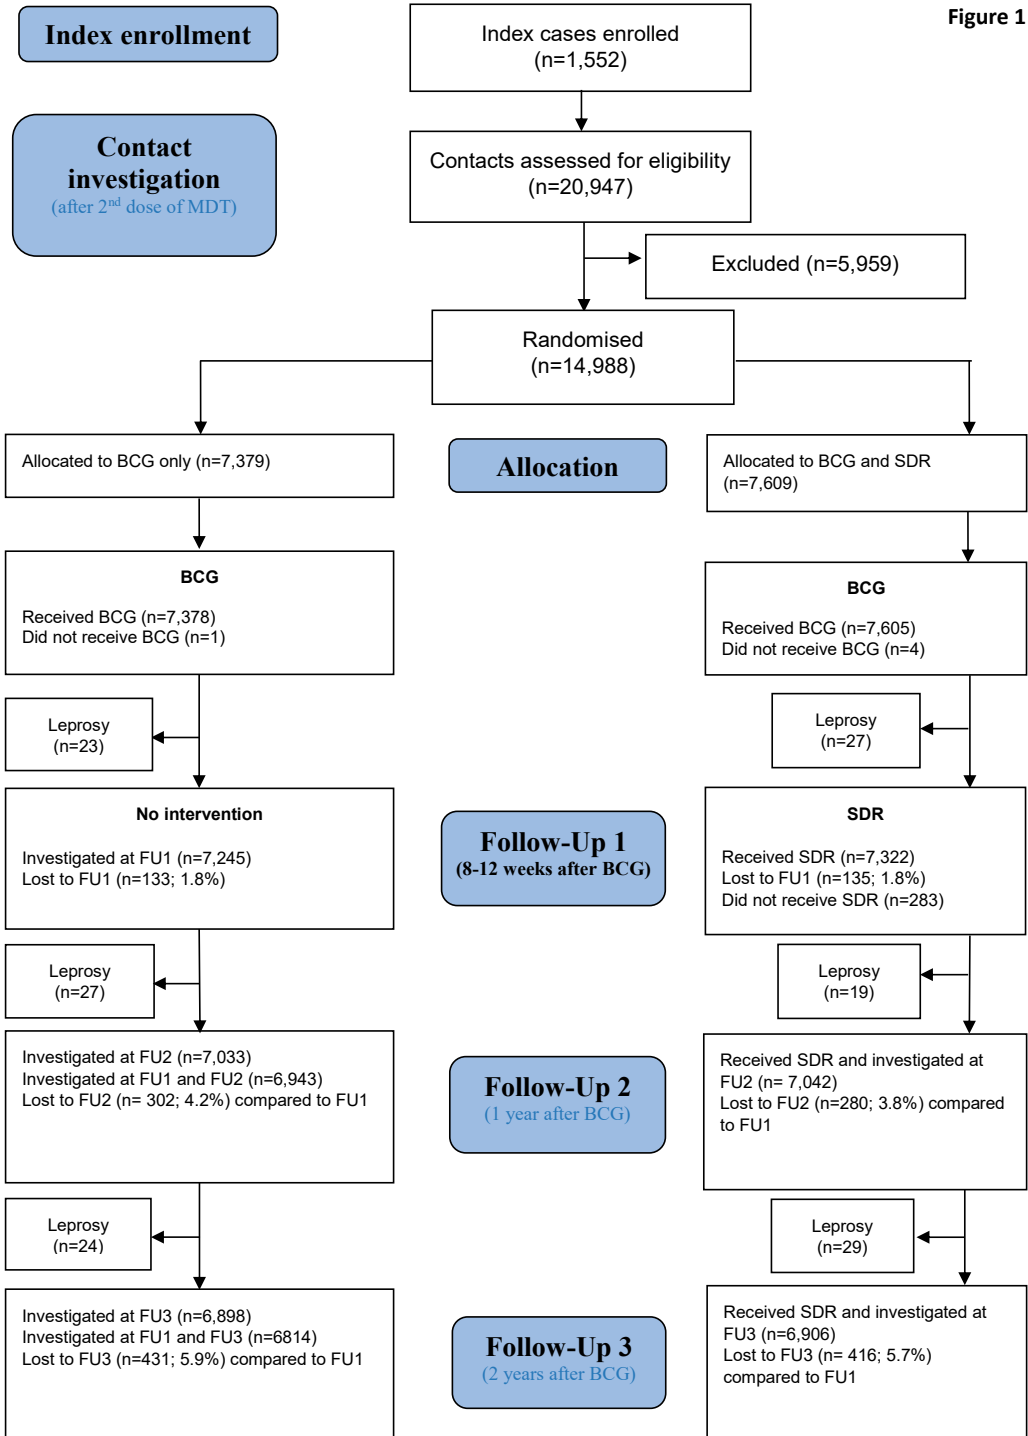 Figure 1
Index enrollment
Index cases enrolled
(n=1,552)
Contact
investigation
(after 2nd dose of MDT)
Contacts assessed for eligibility
(n=20,947)
Excluded (n=5,959)
Randomised
(n=14,988)
Allocated to BCG only (n=7,379)
Allocation
Allocated to BCG and SDR
(n=7,609)
BCG
Received BCG (n=7,378)
Did not receive BCG (n=1)
BCG
Received BCG (n=7,605)
Did not receive BCG (n=4)
Leprosy
(n=23)
Leprosy
(n=27)
No intervention
Investigated at FU1 (n=7,245)
Lost to FU1 (n=133; 1.8%)
Follow-Up 1
(8-12 weeks after BCG)
SDR
Received SDR (n=7,322)
Lost to FU1 (n=135; 1.8%)
Did not receive SDR (n=283)
Leprosy
(n=27)
Leprosy
(n=19)
Investigated at FU2 (n=7,033)
Investigated at FU1 and FU2 (n=6,943)
Lost to FU2 (n= 302; 4.2%) compared to FU1
Follow-Up 2
(1 year after BCG)
Received SDR and investigated at
FU2 (n= 7,042)
Lost to FU2 (n=280; 3.8%) compared
to FU1
Leprosy
(n=24)
Leprosy
(n=29)
Investigated at FU3 (n=6,898)
Investigated at FU1 and FU3 (n=6814)
Lost to FU3 (n=431; 5.9%) compared to FU1
Follow-Up 3
(2 years after BCG)
Received SDR and investigated at
FU3 (n=6,906)
Lost to FU3 (n= 416; 5.7%)
compared to FU1